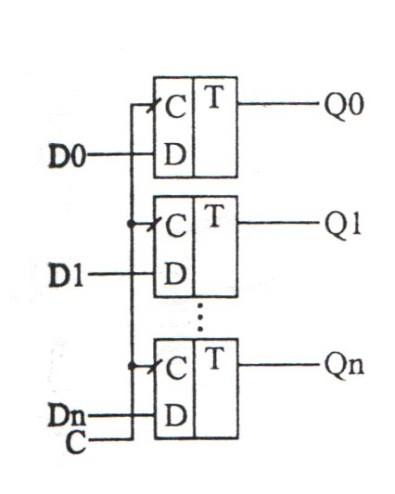 C T Q0
D0 D
C T Q1
D1 D
C T Qn
Dn D
C